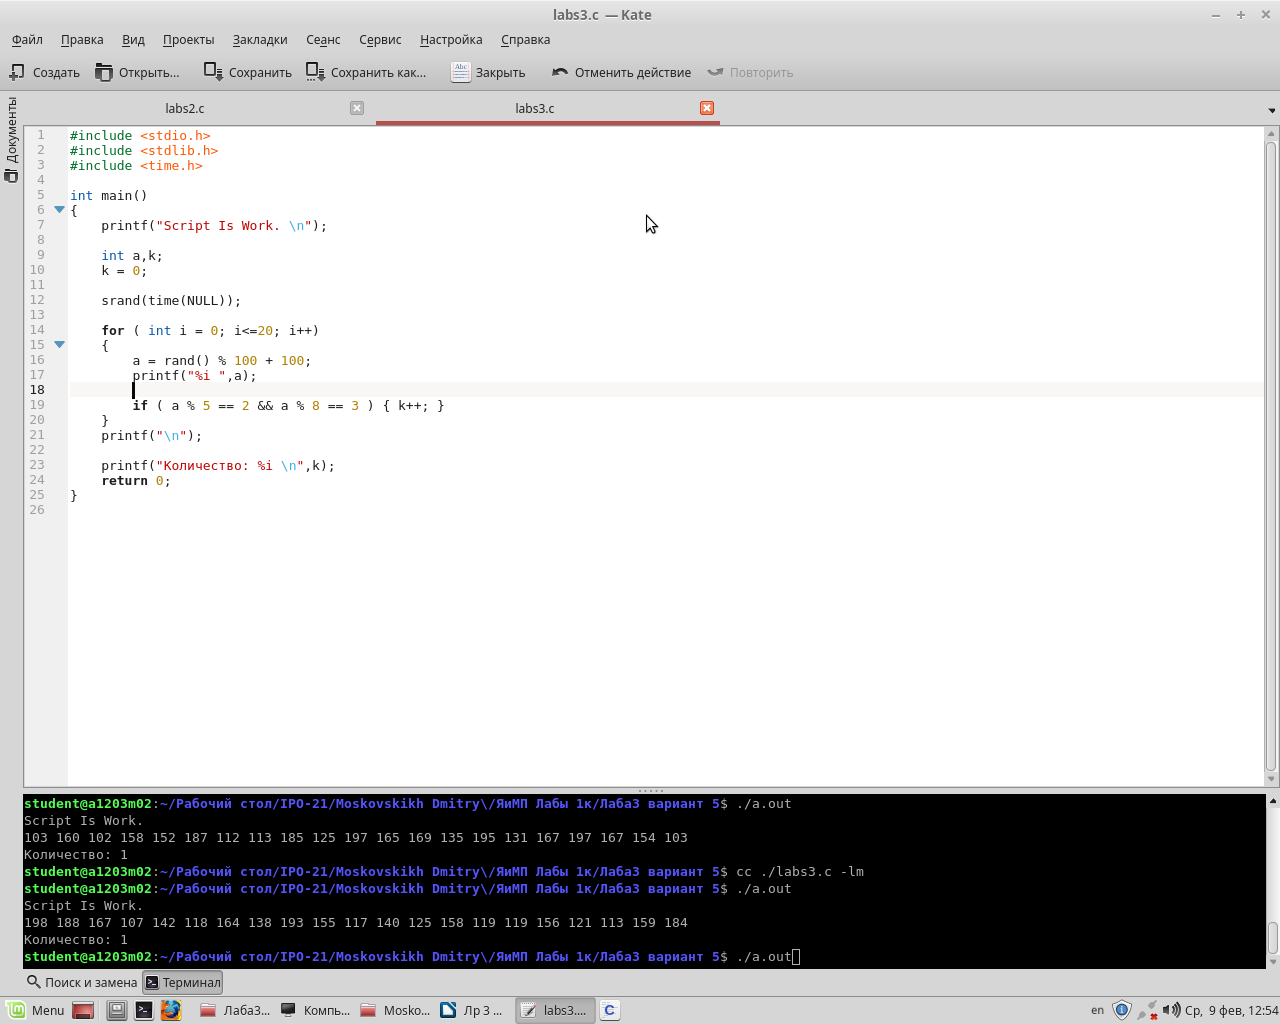 labs3.c — Kate
Файл Правка Вид Проекты Закладки Сеанс Сервис Настройка Справка
Создать Открыть... Сохранить Сохранить как... Закрыть Отменить действие Повторить
Документы
labs2.c labs3.c
1 #include <stdio.h>
2 #include <stdlib.h>
3 #include <time.h>
4
5 int main()
6 {
7 printf("Script Is Work. \n");
8
9 int a,k;
10 k = 0;
11
12 srand(time(NULL));
13
14 for ( int i = 0; i<=20; i++)
15 {
16 a = rand() % 100 + 100;
17 printf("%i ",a);
18
19 if ( a % 5 == 2 && a % 8 == 3 ) { k++; }
20 }
21 printf("\n");
22
23 printf("Количество: %i \n",k);
24 return 0;
25 }
26
student@a1203m02:~/Рабочий стол/IPO-21/Moskovskikh Dmitry\/ЯиМП Лабы 1к/Лаба3 вариант 5$ ./a.out
Script Is Work.
103 160 102 158 152 187 112 113 185 125 197 165 169 135 195 131 167 197 167 154 103
Количество: 1
student@a1203m02:~/Рабочий стол/IPO-21/Moskovskikh Dmitry\/ЯиМП Лабы 1к/Лаба3 вариант 5$ cc ./labs3.c -lm
student@a1203m02:~/Рабочий стол/IPO-21/Moskovskikh Dmitry\/ЯиМП Лабы 1к/Лаба3 вариант 5$ ./a.out
Script Is Work.
198 188 167 107 142 118 164 138 193 155 117 140 125 158 119 119 156 121 113 159 184
Количество: 1
student@a1203m02:~/Рабочий стол/IPO-21/Moskovskikh Dmitry\/ЯиМП Лабы 1к/Лаба3 вариант 5$ ./a.out
Поиск и замена Терминал
Menu Лаба3... Компь... Mosko... Лр 3 ... labs3.... C en Ср, 9 фев, 12:54